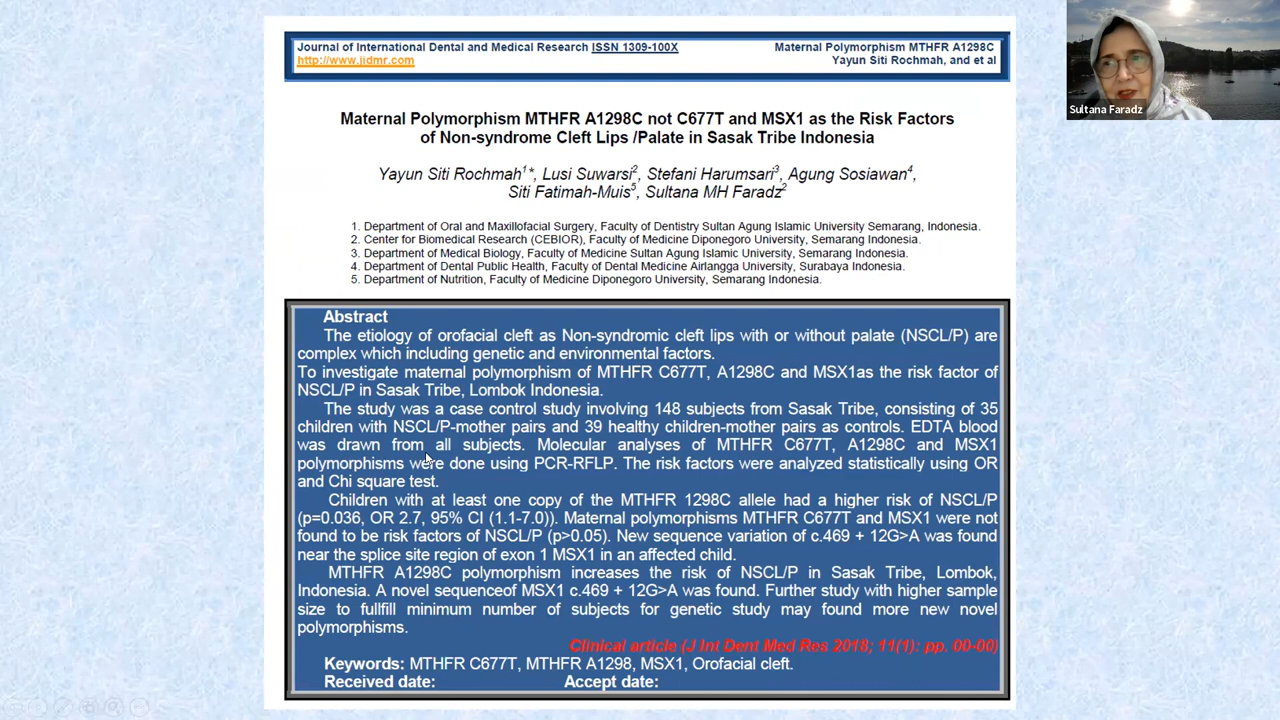 Journal of International Dental and Medical Research ISSN 1309-100X
Maternal Polymorphism MTHFR A1298C
http://www.jidmr.com
Yayun Siti Rochmah, and et al
Sultana Faradz
Maternal Polymorphism MTHFR A1298C not C677T and MSX1 as the Risk Factors
of Non-syndrome Cleft Lips /Palate in Sasak Tribe Indonesia
Yayun Siti Rochmah1*, Lusi Suwarsi2, Stefani Harumsari3, Agung Sosiawan4,
Siti Fatimah-Muis5, Sultana MH Faradz2
1. Department of Oral and Maxillofacial Surgery, Faculty of Dentistry Sultan Agung Islamic University Semarang, Indonesia.
2. Center for Biomedical Research (CEBIOR), Faculty of Medicine Diponegoro University, Semarang Indonesia.
3. Department of Medical Biology, Faculty of Medicine Sultan Agung Islamic University, Semarang Indonesia.
4. Department of Dental Public Health, Faculty of Dental Medicine Airlangga University, Surabaya Indonesia.
5. Department of Nutrition, Faculty of Medicine Diponegoro University, Semarang Indonesia.
Abstract
The etiology of orofacial cleft as Non-syndromic cleft lips with or without palate (NSCL/P) are
complex which including genetic and environmental factors.
To investigate maternal polymorphism of MTHFR C677T, A1298C and MSX1as the risk factor of
NSCL/P in Sasak Tribe, Lombok Indonesia.
The study was a case control study involving 148 subjects from Sasak Tribe, consisting of 35
children with NSCL/P-mother pairs and 39 healthy children-mother pairs as controls. EDTA blood
was drawn from all subjects. Molecular analyses of MTHFR C677T, A1298C and MSX1
polymorphisms were done using PCR-RFLP. The risk factors were analyzed statistically using OR
and Chi square test.
Children with at least one copy of the MTHFR 1298C allele had a higher risk of NSCL/P
(p=0.036, OR 2.7, 95% CI (1.1-7.0)). Maternal polymorphisms MTHFR C677T and MSX1 were not
found to be risk factors of NSCL/P (p>0.05). New sequence variation of c.469 + 12G>A was found
near the splice site region of exon 1 MSX1 in an affected child.
MTHFR A1298C polymorphism increases the risk of NSCL/P in Sasak Tribe, Lombok,
Indonesia. A novel sequenceof MSX1 c.469 + 12G>A was found. Further study with higher sample
size to fullfill minimum number of subjects for genetic study may found more new novel
polymorphisms.
Clinical article (J Int Dent Med Res 2018; 11(1): pp. 00-00)
Keywords: MTHFR C677T, MTHFR A1298, MSX1, Orofacial cleft.
Received date: Accept date: